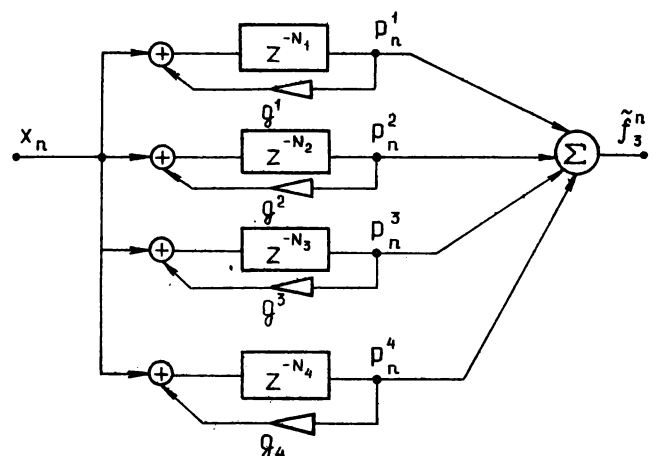 p_n^1
z^{-N_1}
g^1
x_n
p_n^2
z^{-N_2}
g^2
Σ
f̃_3^n
p_n^3
z^{-N_3}
g^3
p_n^4
z^{-N_4}
g_4